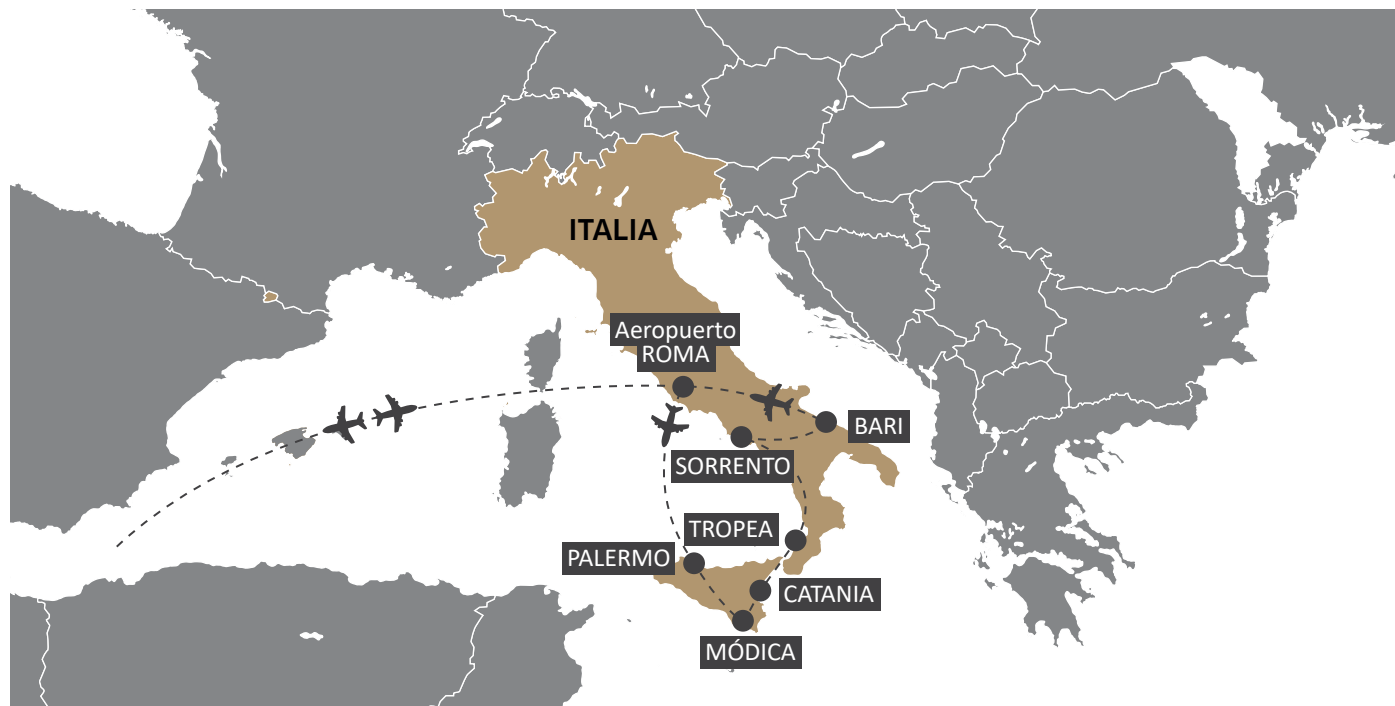 ITALIA
Aeropuerto
ROMA
BARI
SORRENTO
TROPEA
PALERMO
CATANIA
MÓDICA